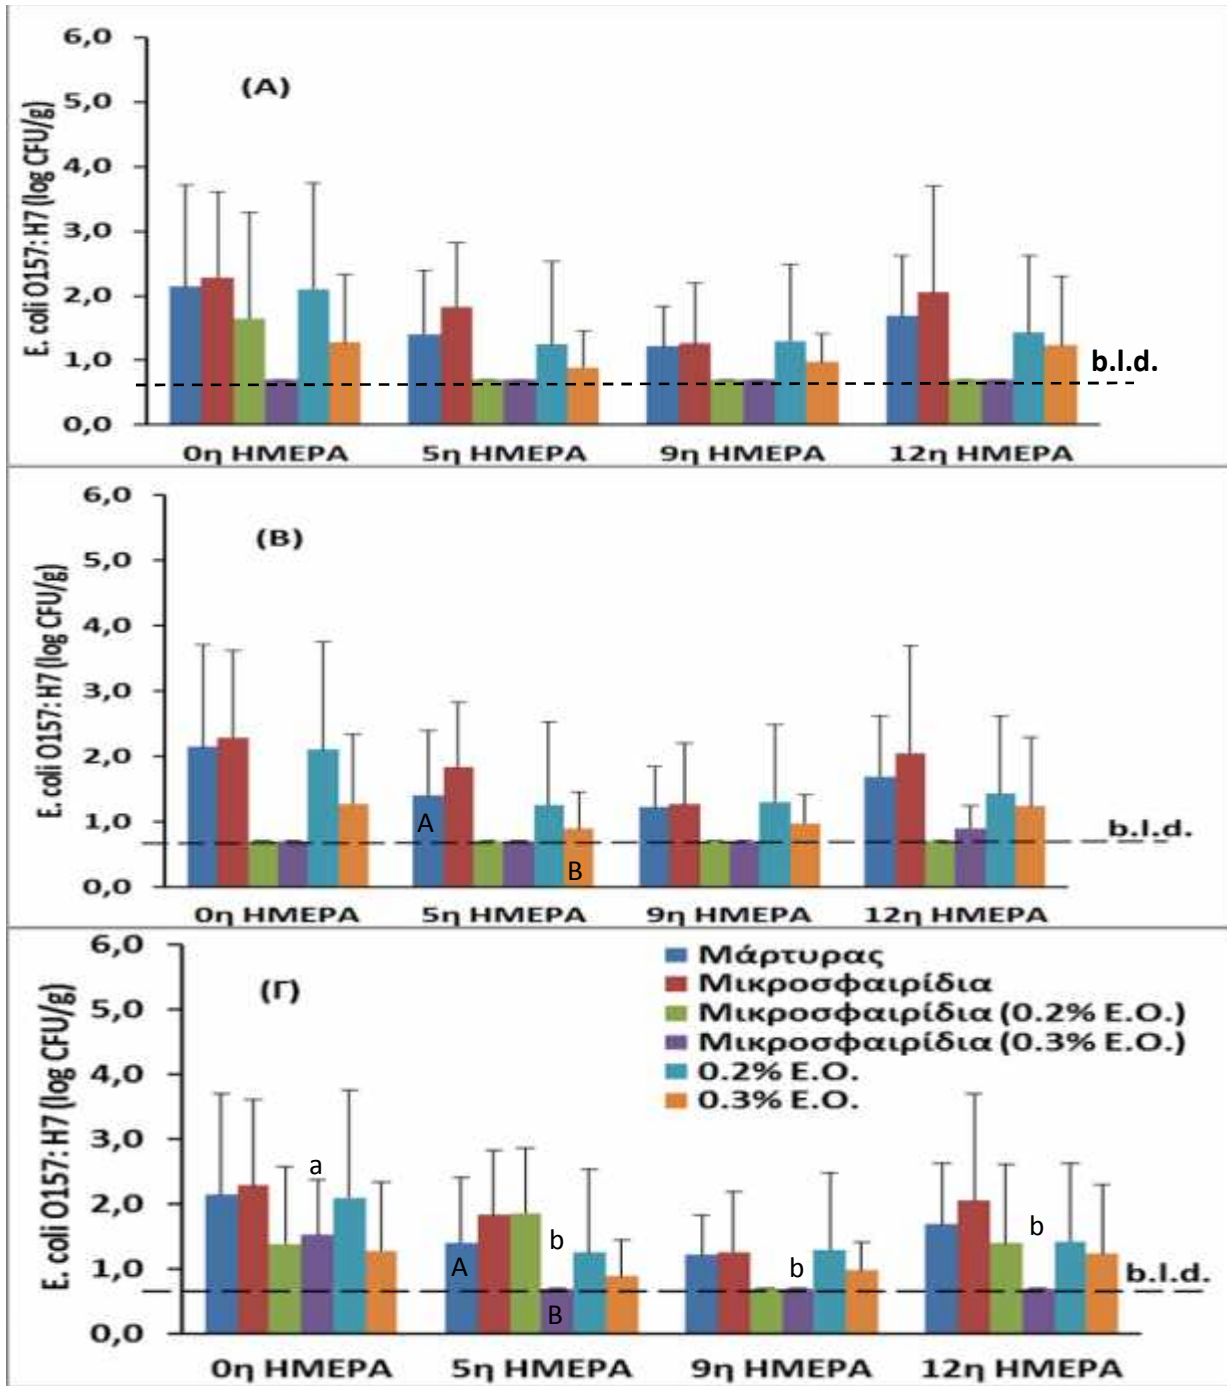 6,0
(A)
5,0
4,0
3,0
2,0
1,0
0,0
E. coli O157: H7 (log CFU/g)
b.l.d.
0η ΗΜΕΡΑ 5η ΗΜΕΡΑ 9η ΗΜΕΡΑ 12η ΗΜΕΡΑ
6,0
(B)
5,0
4,0
3,0
2,0
1,0
0,0
E. coli O157: H7 (log CFU/g)
A
B
b.l.d.
0η ΗΜΕΡΑ 5η ΗΜΕΡΑ 9η ΗΜΕΡΑ 12η ΗΜΕΡΑ
6,0
(Γ)
5,0
4,0
3,0
2,0
1,0
0,0
E. coli O157: H7 (log CFU/g)
Μάρτυρας
Μικροσφαιρίδια
Μικροσφαιρίδια (0.2% E.O.)
Μικροσφαιρίδια (0.3% E.O.)
0.2% E.O.
0.3% E.O.
a
b
b
b
A
B
b.l.d.
0η ΗΜΕΡΑ 5η ΗΜΕΡΑ 9η ΗΜΕΡΑ 12η ΗΜΕΡΑ